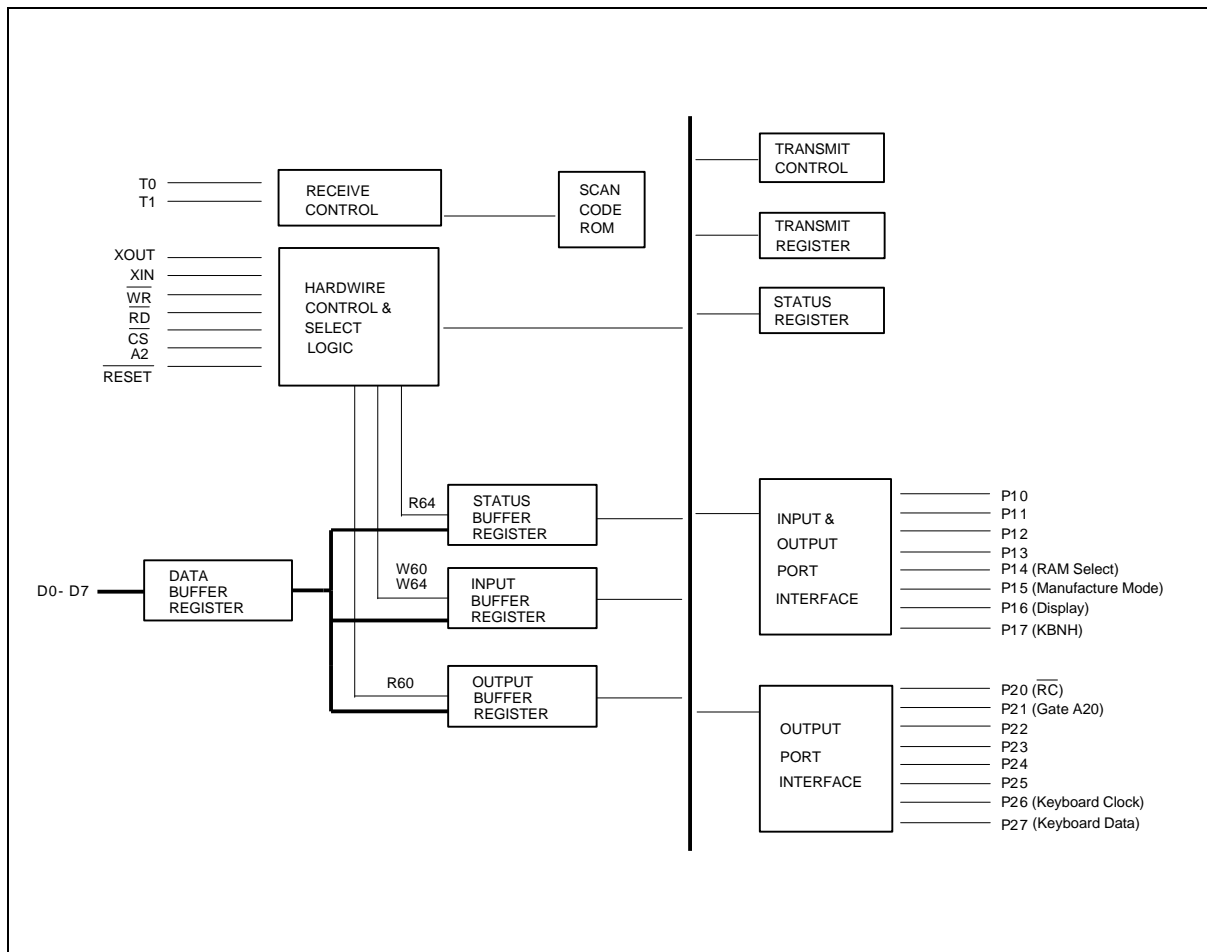 T0
T1
RECEIVE
CONTROL
SCAN
CODE
ROM
XOUT
XIN
WR
RD
CS
A2
RESET
HARDWIRE
CONTROL &
SELECT
LOGIC
TRANSMIT
CONTROL
TRANSMIT
REGISTER
STATUS
REGISTER
R64
STATUS
BUFFER
REGISTER
D0- D7
DATA
BUFFER
REGISTER
W60
W64
INPUT
BUFFER
REGISTER
R60
OUTPUT
BUFFER
REGISTER
INPUT &
OUTPUT
PORT
INTERFACE
P10
P11
P12
P13
P14 (RAM Select)
P15 (Manufacture Mode)
P16 (Display)
P17 (KBNH)
OUTPUT
PORT
INTERFACE
P20 (RC)
P21 (Gate A20)
P22
P23
P24
P25
P26 (Keyboard Clock)
P27 (Keyboard Data)